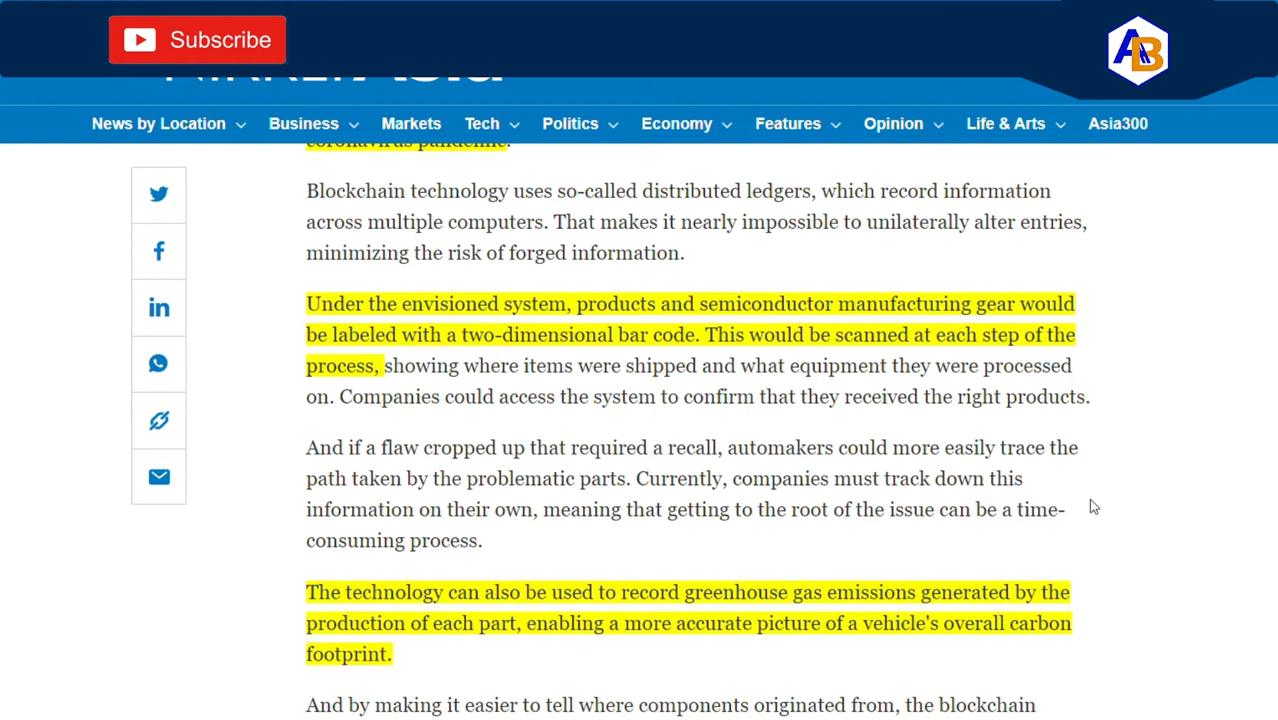 Subscribe
AB
Asia
News by Location
Business
Markets
Tech
Politics
Economy
Features
Opinion
Life & Arts
Asia300
coronavirus pandemic.
Blockchain technology uses so-called distributed ledgers, which record information
across multiple computers. That makes it nearly impossible to unilaterally alter entries,
minimizing the risk of forged information.
Under the envisioned system, products and semiconductor manufacturing gear would
be labeled with a two-dimensional bar code. This would be scanned at each step of the
process, showing where items were shipped and what equipment they were processed
on. Companies could access the system to confirm that they received the right products.
And if a flaw cropped up that required a recall, automakers could more easily trace the
path taken by the problematic parts. Currently, companies must track down this
information on their own, meaning that getting to the root of the issue can be a time-
consuming process.
The technology can also be used to record greenhouse gas emissions generated by the
production of each part, enabling a more accurate picture of a vehicle's overall carbon
footprint.
And by making it easier to tell where components originated from, the blockchain